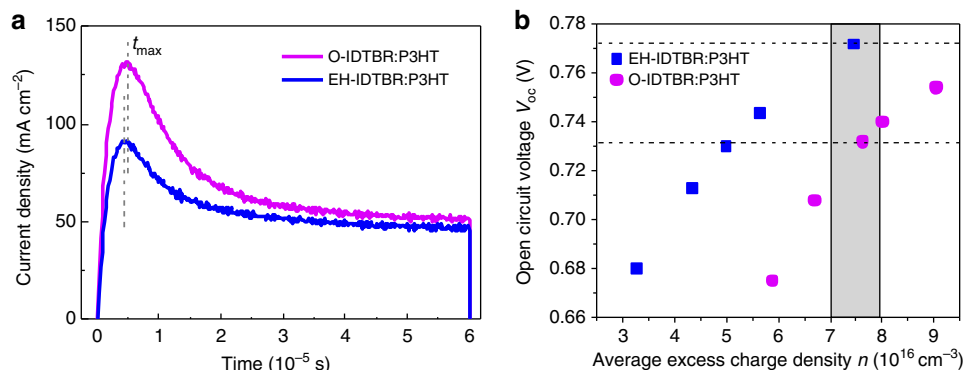 a
150
100
50
0
Current density (mA cm⁻²)
t_max
O-IDTBR:P3HT
EH-IDTBR:P3HT
0 1 2 3 4 5 6
Time (10⁻⁵ s)
b
0.78
0.76
0.74
0.72
0.70
0.68
0.66
Open circuit voltage V_oc (V)
EH-IDTBR:P3HT
O-IDTBR:P3HT
3 4 5 6 7 8 9
Average excess charge density n (10¹⁶ cm⁻³)